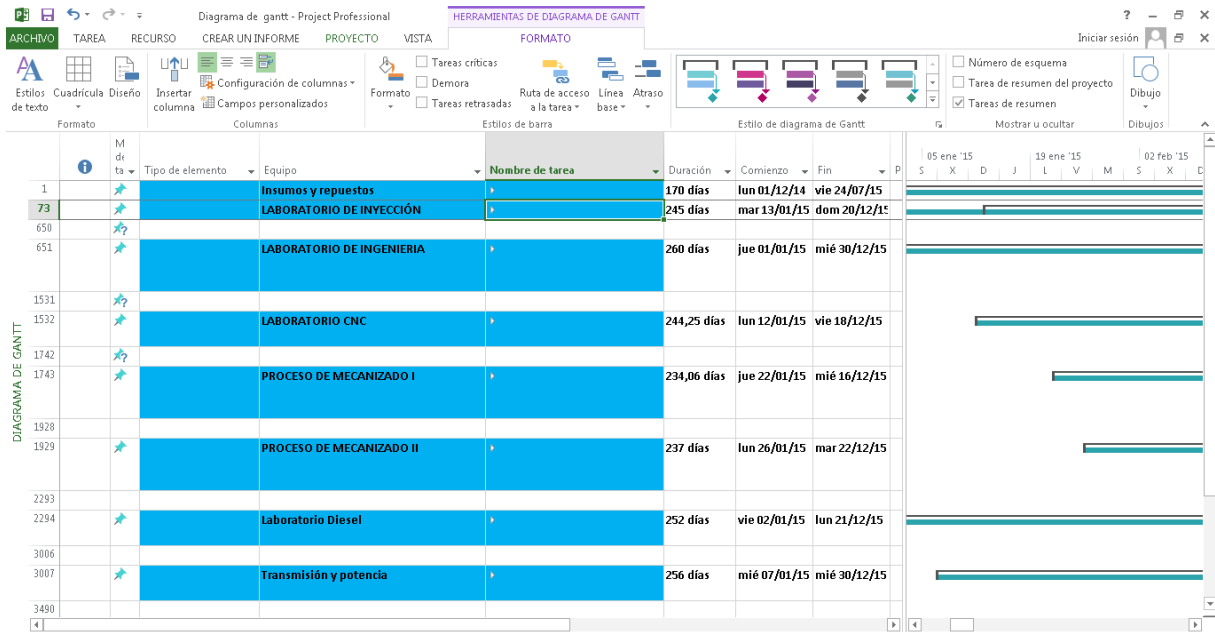 Diagrama de gantt - Project Professional
HERRAMIENTAS DE DIAGRAMA DE GANTT
ARCHIVO TAREA RECURSO CREAR UN INFORME PROYECTO VISTA FORMATO Iniciar sesión
Estilos de texto
Cuadrícula
Diseño
Formato
Insertar columna
Configuración de columnas
Campos personalizados
Columnas
Formato
Tareas críticas
Demora
Tareas retrasadas
Ruta de acceso a la tarea
Línea base
Atraso
Estilos de barra
Estilo de diagrama de Gantt
Número de esquema
Tarea de resumen del proyecto
Tareas de resumen
Mostrar u ocultar
Dibujo
Dibujos
M
de
ta Tipo de elemento Equipo Nombre de tarea Duración Comienzo Fin P
05 ene '15 19 ene '15 02 feb '15
S X D J L V M S X D
1 Insumos y repuestos 170 días lun 01/12/14 vie 24/07/15
73 LABORATORIO DE INYECCIÓN 245 días mar 13/01/15 dom 20/12/15
650
651 LABORATORIO DE INGENIERIA 260 días jue 01/01/15 mié 30/12/15
1531
1532 LABORATORIO CNC 244,25 días lun 12/01/15 vie 18/12/15
1742
1743 PROCESO DE MECANIZADO I 234,06 días jue 22/01/15 mié 16/12/15
1928
1929 PROCESO DE MECANIZADO II 237 días lun 26/01/15 mar 22/12/15
2293
2294 Laboratorio Diesel 252 días vie 02/01/15 lun 21/12/15
3006
3007 Transmisión y potencia 256 días mié 07/01/15 mié 30/12/15
3490
DIAGRAMA DE GANTT